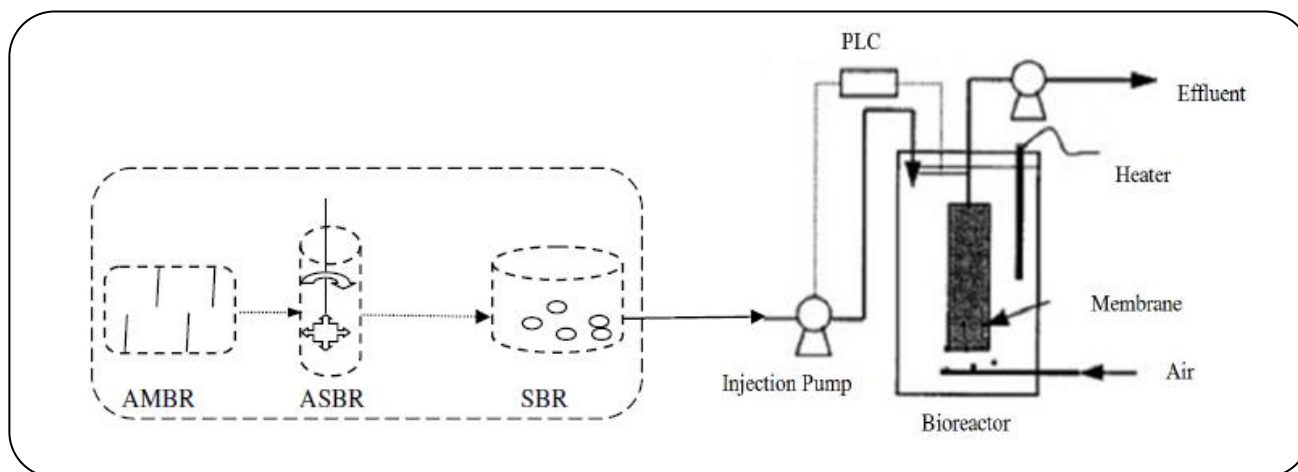 PLC
Effluent
Heater
Membrane
Injection Pump
Air
AMBR
ASBR
SBR
Bioreactor